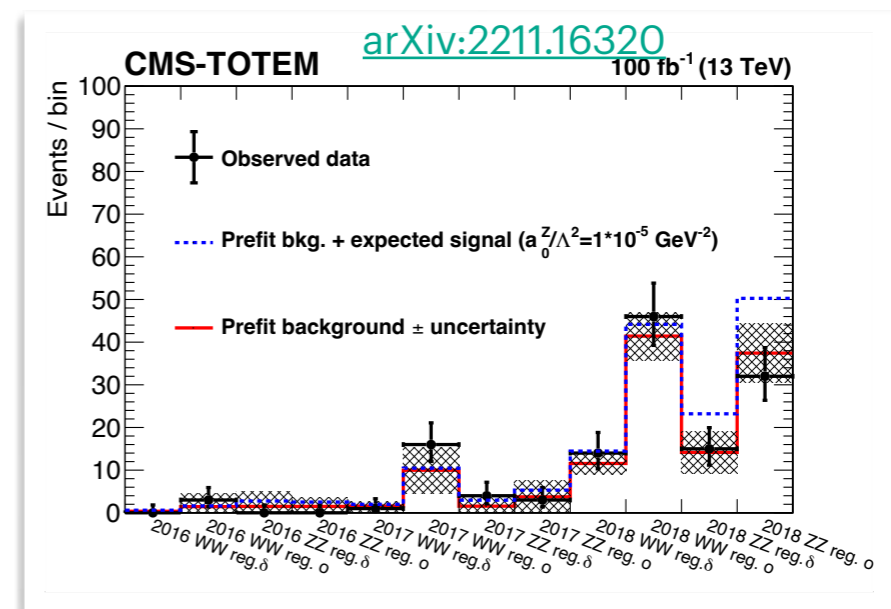 arXiv:2211.16320
CMS-TOTEM
100 fb⁻¹ (13 TeV)
Events / bin
100
90
80
70
60
50
40
30
20
10
0
Observed data
Prefit bkg. + expected signal (a₀ᶻ/Λ²=1*10⁻⁵ GeV⁻²)
Prefit background ± uncertainty
2016 WW reg.δ
2016 WW reg. o
2016 ZZ reg.δ
2016 ZZ reg. o
2017 WW reg.δ
2017 WW reg. o
2017 ZZ reg.δ
2017 ZZ reg. o
2018 WW reg.δ
2018 WW reg. o
2018 ZZ reg.δ
2018 ZZ reg. o